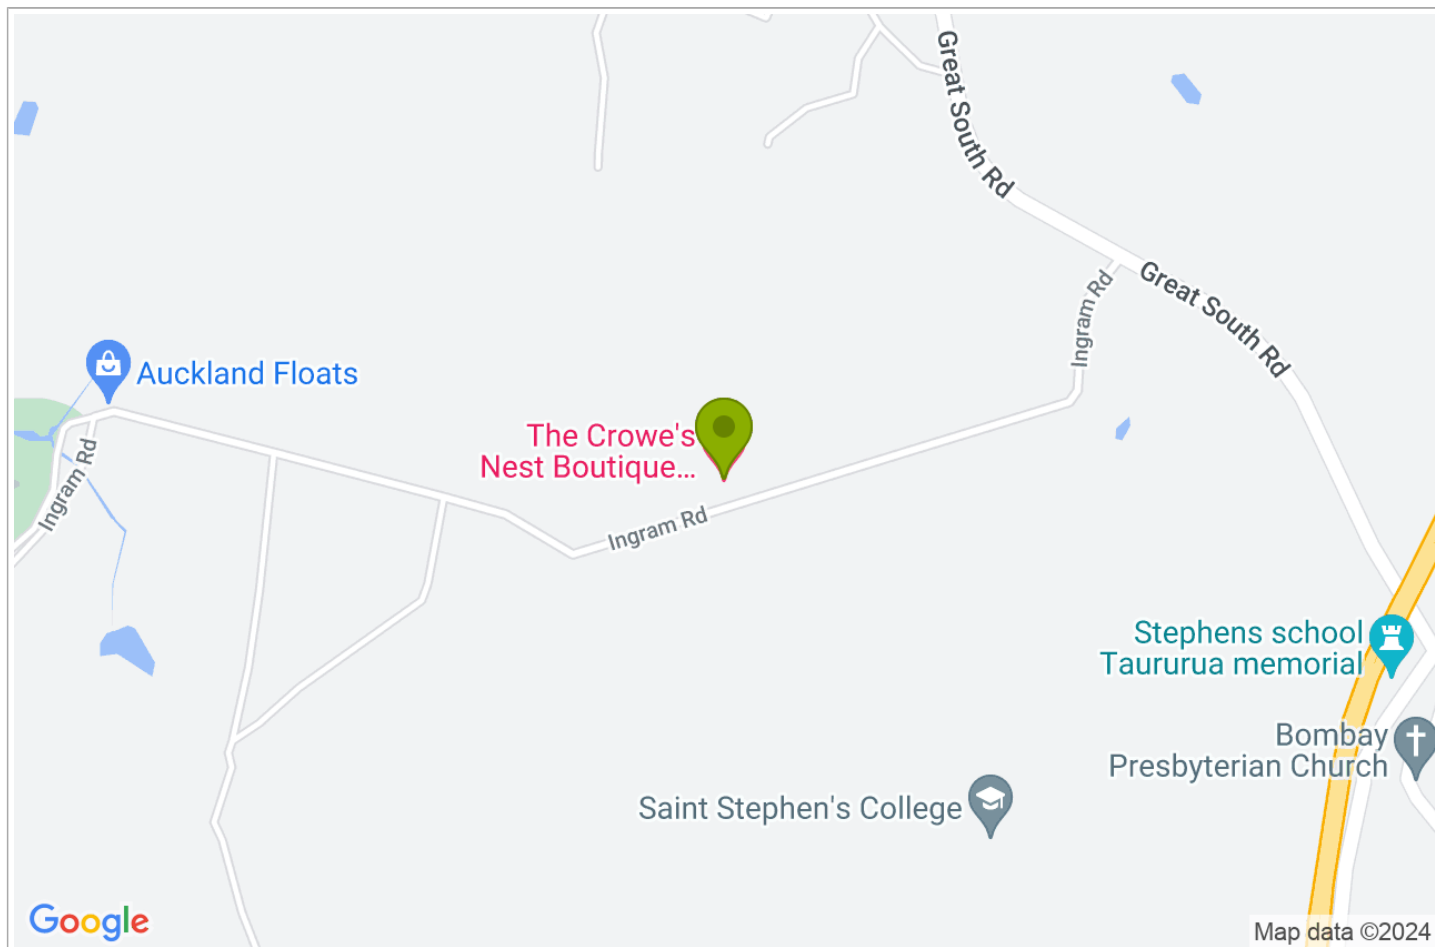 Great South Rd
Great South Rd
Ingram Rd
Auckland Floats
The Crowe's
Nest Boutique...
Ingram Rd
Ingram Rd
Stephens school
Taururua memorial
Bombay
Presbyterian Church
Saint Stephen's College
Google
Map data ©2024